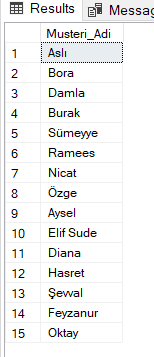 Results
Messag
Musteri_Adi
1 Aslı
2 Bora
3 Damla
4 Burak
5 Sümeyye
6 Ramees
7 Nicat
8 Özge
9 Aysel
10 Elif Sude
11 Diana
12 Hasret
13 Şevval
14 Feyzanur
15 Oktay